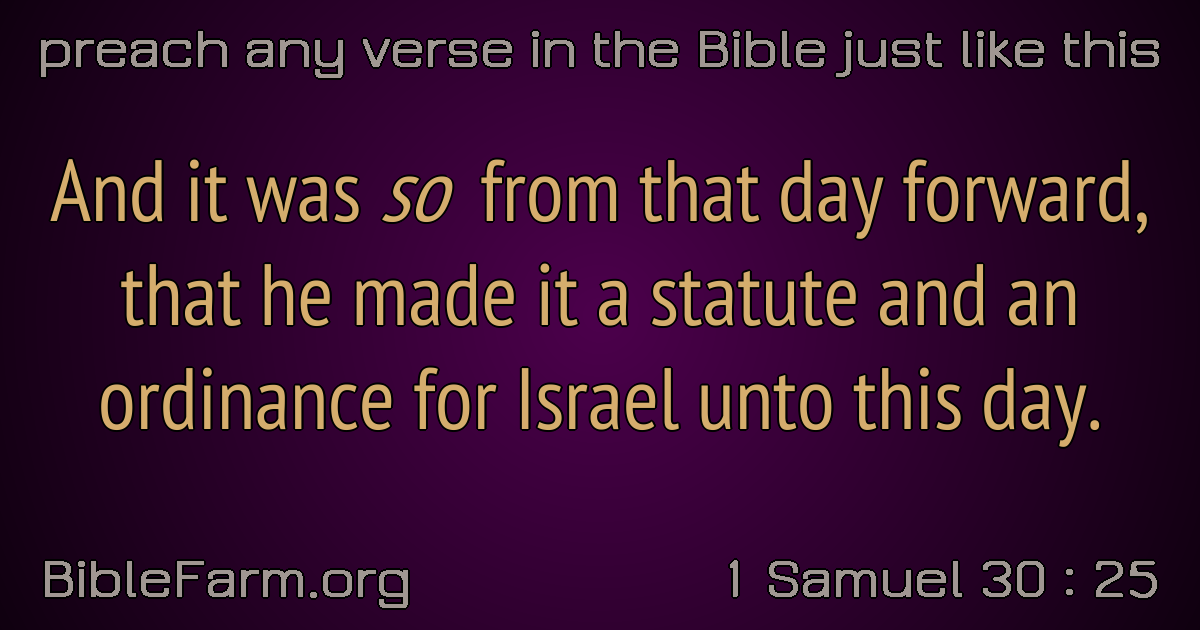 preach any verse in the Bible just like this
And it was so from that day forward,
that he made it a statute and an
ordinance for Israel unto this day.
BibleFarm.org
1 Samuel 30 : 25